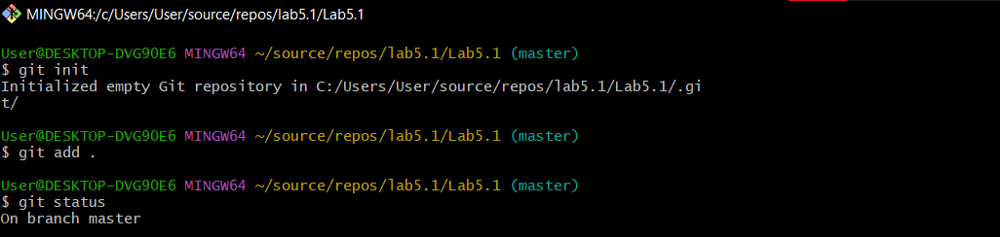 MINGW64:/c/Users/User/source/repos/lab5.1/Lab5.1
User@DESKTOP-DVG9OE6 MINGW64 ~/source/repos/lab5.1/Lab5.1 (master)
$ git init
Initialized empty Git repository in C:/Users/User/source/repos/lab5.1/Lab5.1/.gi
t/
User@DESKTOP-DVG9OE6 MINGW64 ~/source/repos/lab5.1/Lab5.1 (master)
$ git add .
User@DESKTOP-DVG9OE6 MINGW64 ~/source/repos/lab5.1/Lab5.1 (master)
$ git status
On branch master